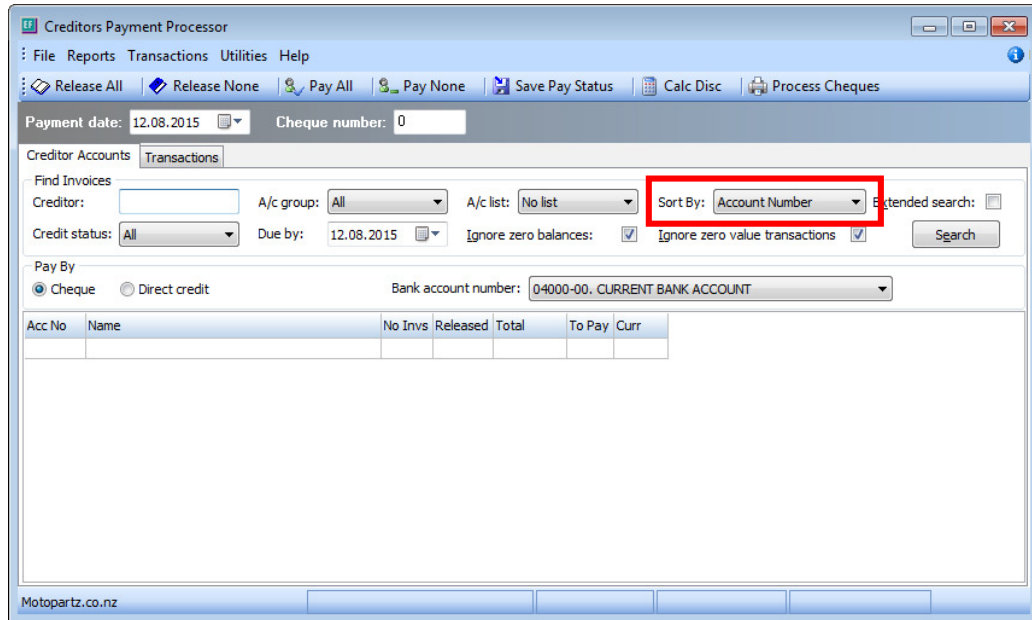 Creditors Payment Processor
File Reports Transactions Utilities Help
Release All Release None Pay All Pay None Save Pay Status Calc Disc Process Cheques
Payment date: 12.08.2015 Cheque number: 0
Creditor Accounts Transactions
Find Invoices
Creditor: A/c group: All A/c list: No list Sort By: Account Number Extended search:
Credit status: All Due by: 12.08.2015 Ignore zero balances: Ignore zero value transactions Search
Pay By
Cheque Direct credit Bank account number: 04000-00. CURRENT BANK ACCOUNT
Acc No Name No Invs Released Total To Pay Curr
Motopartz.co.nz